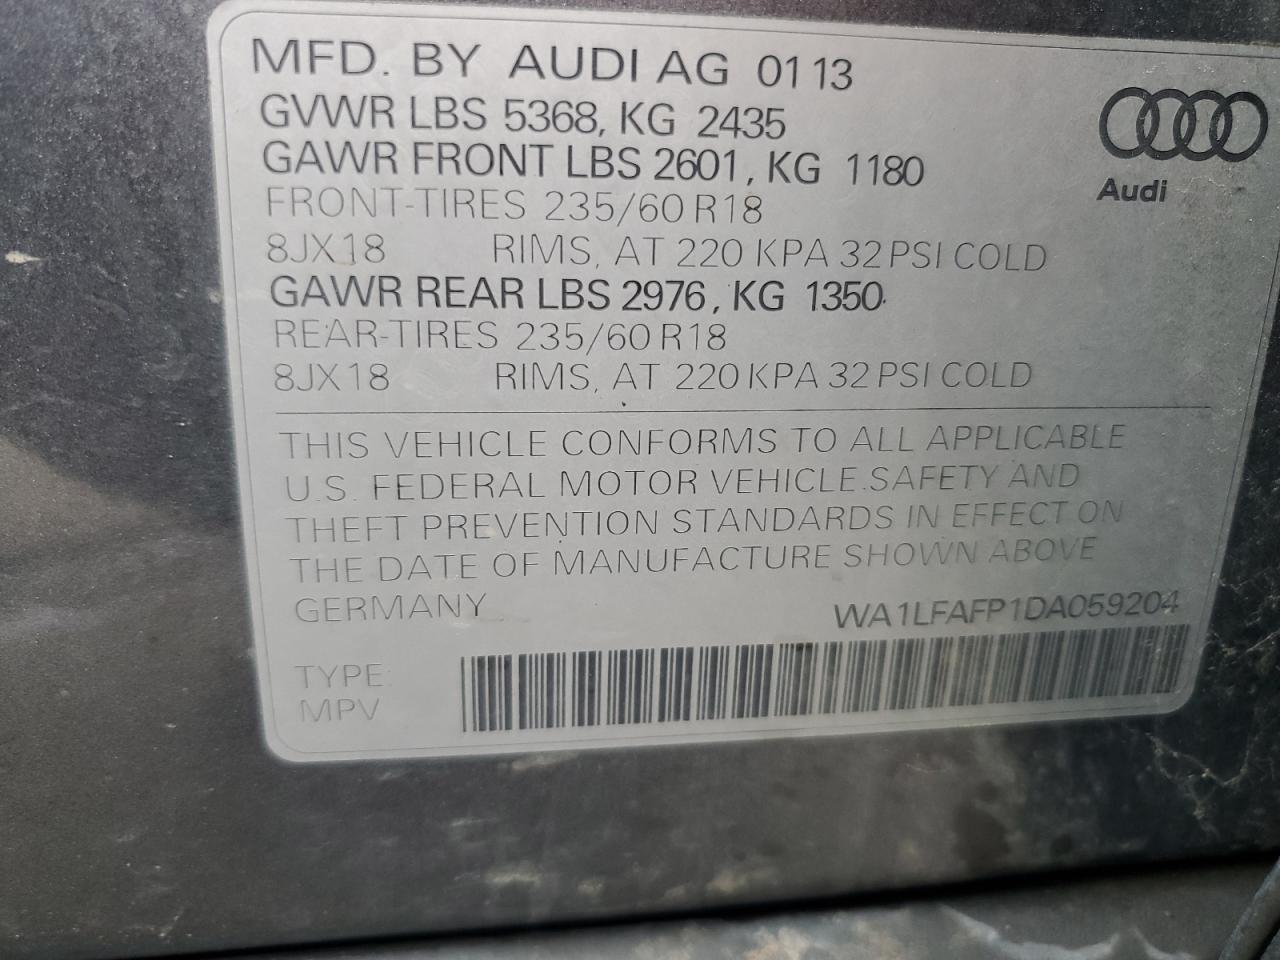 MFD. BY AUDI AG 01 13
GVWR LBS 5368, KG 2435
GAWR FRONT LBS 2601, KG 1180
FRONT-TIRES 235/60 R18
8JX18 RIMS, AT 220 KPA 32 PSI COLD
GAWR REAR LBS 2976, KG 1350
REAR-TIRES 235/60 R18
8JX18 RIMS, AT 220 KPA 32 PSI COLD
Audi
THIS VEHICLE CONFORMS TO ALL APPLICABLE
U.S. FEDERAL MOTOR VEHICLE SAFETY AND
THEFT PREVENTION STANDARDS IN EFFECT ON
THE DATE OF MANUFACTURE SHOWN ABOVE
GERMANY WA1LFAFP1DA059204
TYPE:
MPV